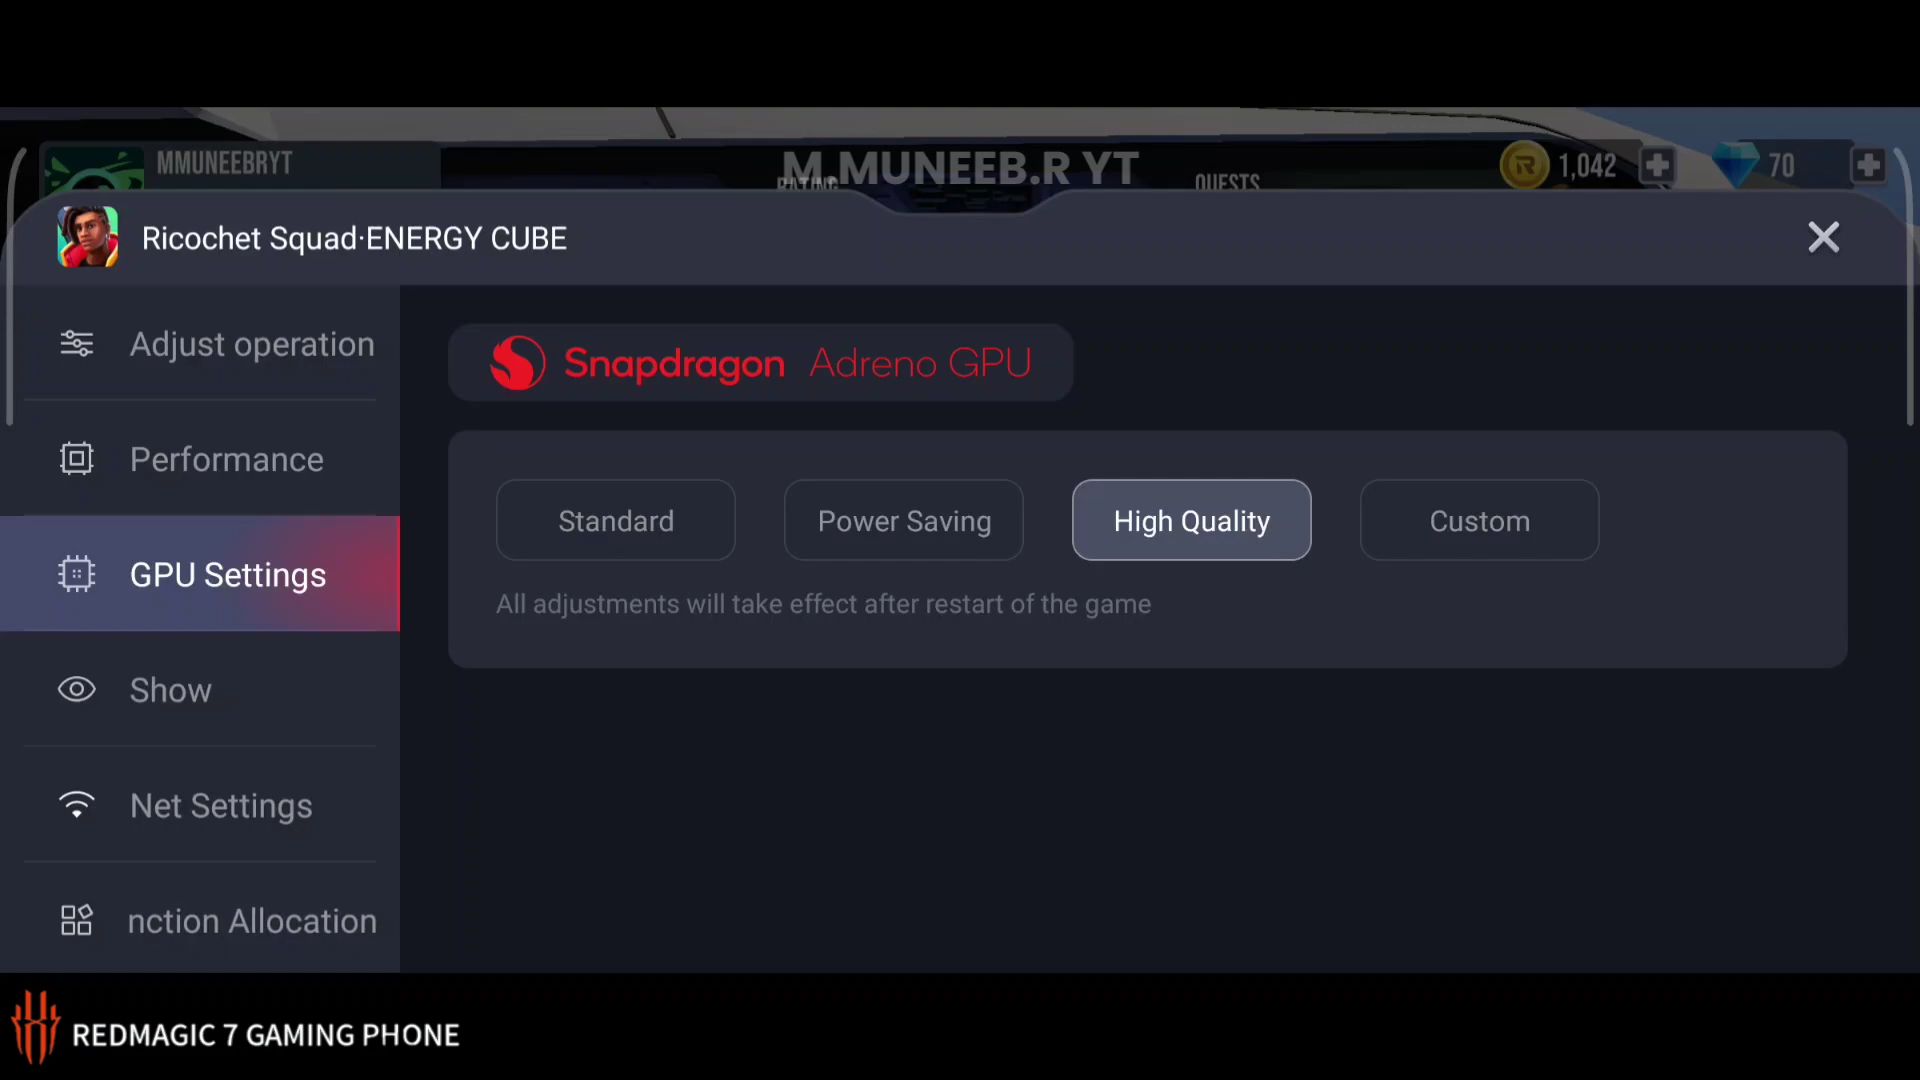 MMUNEEBRYT
M.MUNEEB.R YT
RATING
QUESTS
1,042
70
Ricochet Squad·ENERGY CUBE
Adjust operation
Performance
GPU Settings
Show
Net Settings
nction Allocation
Snapdragon Adreno GPU
Standard
Power Saving
High Quality
Custom
All adjustments will take effect after restart of the game
REDMAGIC 7 GAMING PHONE